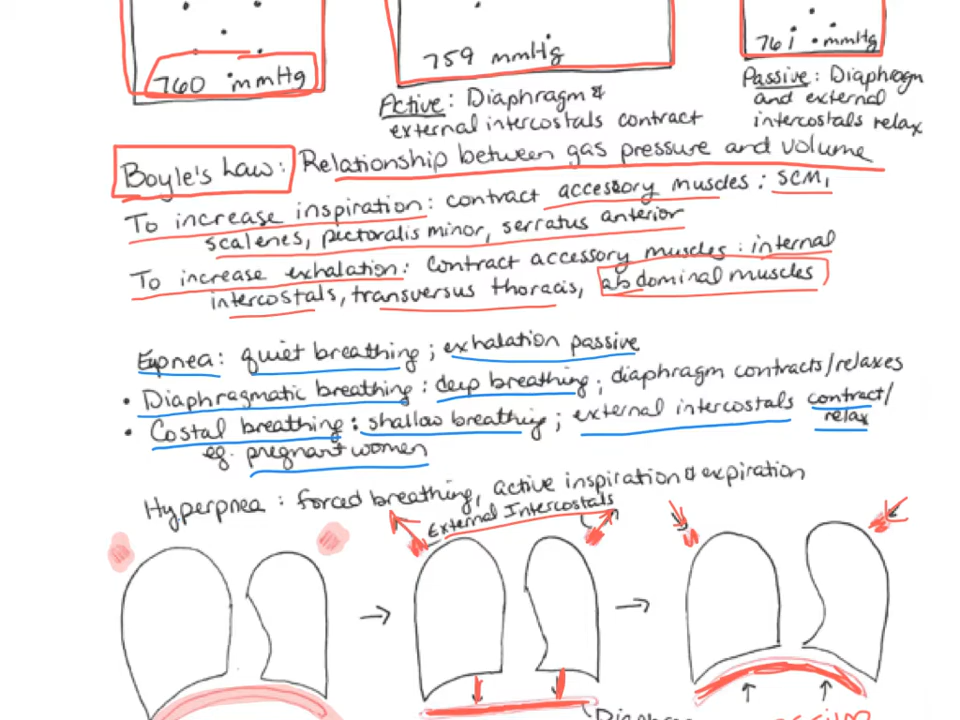 760 mmHg
759 mmHg
761 mmHg
Active: Diaphragm &
external intercostals contract
Passive: Diaphragm
and external
intercostals relax
Boyle's Law: Relationship between gas pressure and volume
To increase inspiration: contract accessory muscles: SCM,
scalenes, pectoralis minor, serratus anterior
To increase exhalation: contract accessory muscles: internal
intercostals, transversus thoracis, abdominal muscles
Eupnea: quiet breathing; exhalation passive
• Diaphragmatic breathing: deep breathing; diaphragm contracts/relaxes
• Costal breathing: shallow breathing; external intercostals contract/
relax
eg. pregnant women
Hyperpnea: forced breathing, active inspiration & expiration
External Intercostals